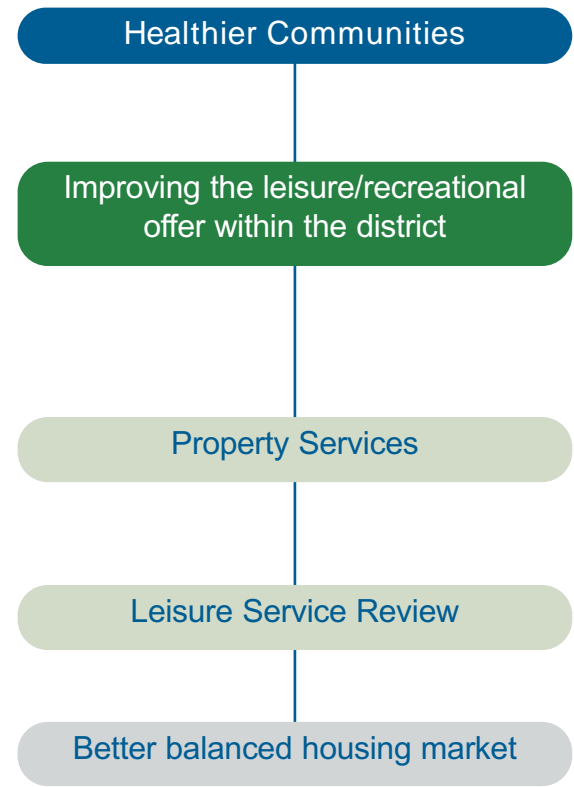 Healthier Communities
Improving the leisure/recreational
offer within the district
Property Services
Leisure Service Review
Better balanced housing market